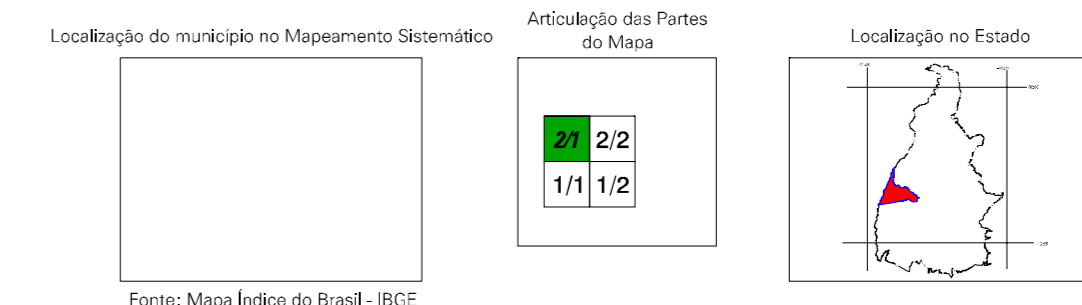 Localização do município no Mapeamento Sistemático
Articulação das Partes
do Mapa
Localização no Estado
2/1 2/2
1/1 1/2
Fonte: Mapa Índice do Brasil - IBGE